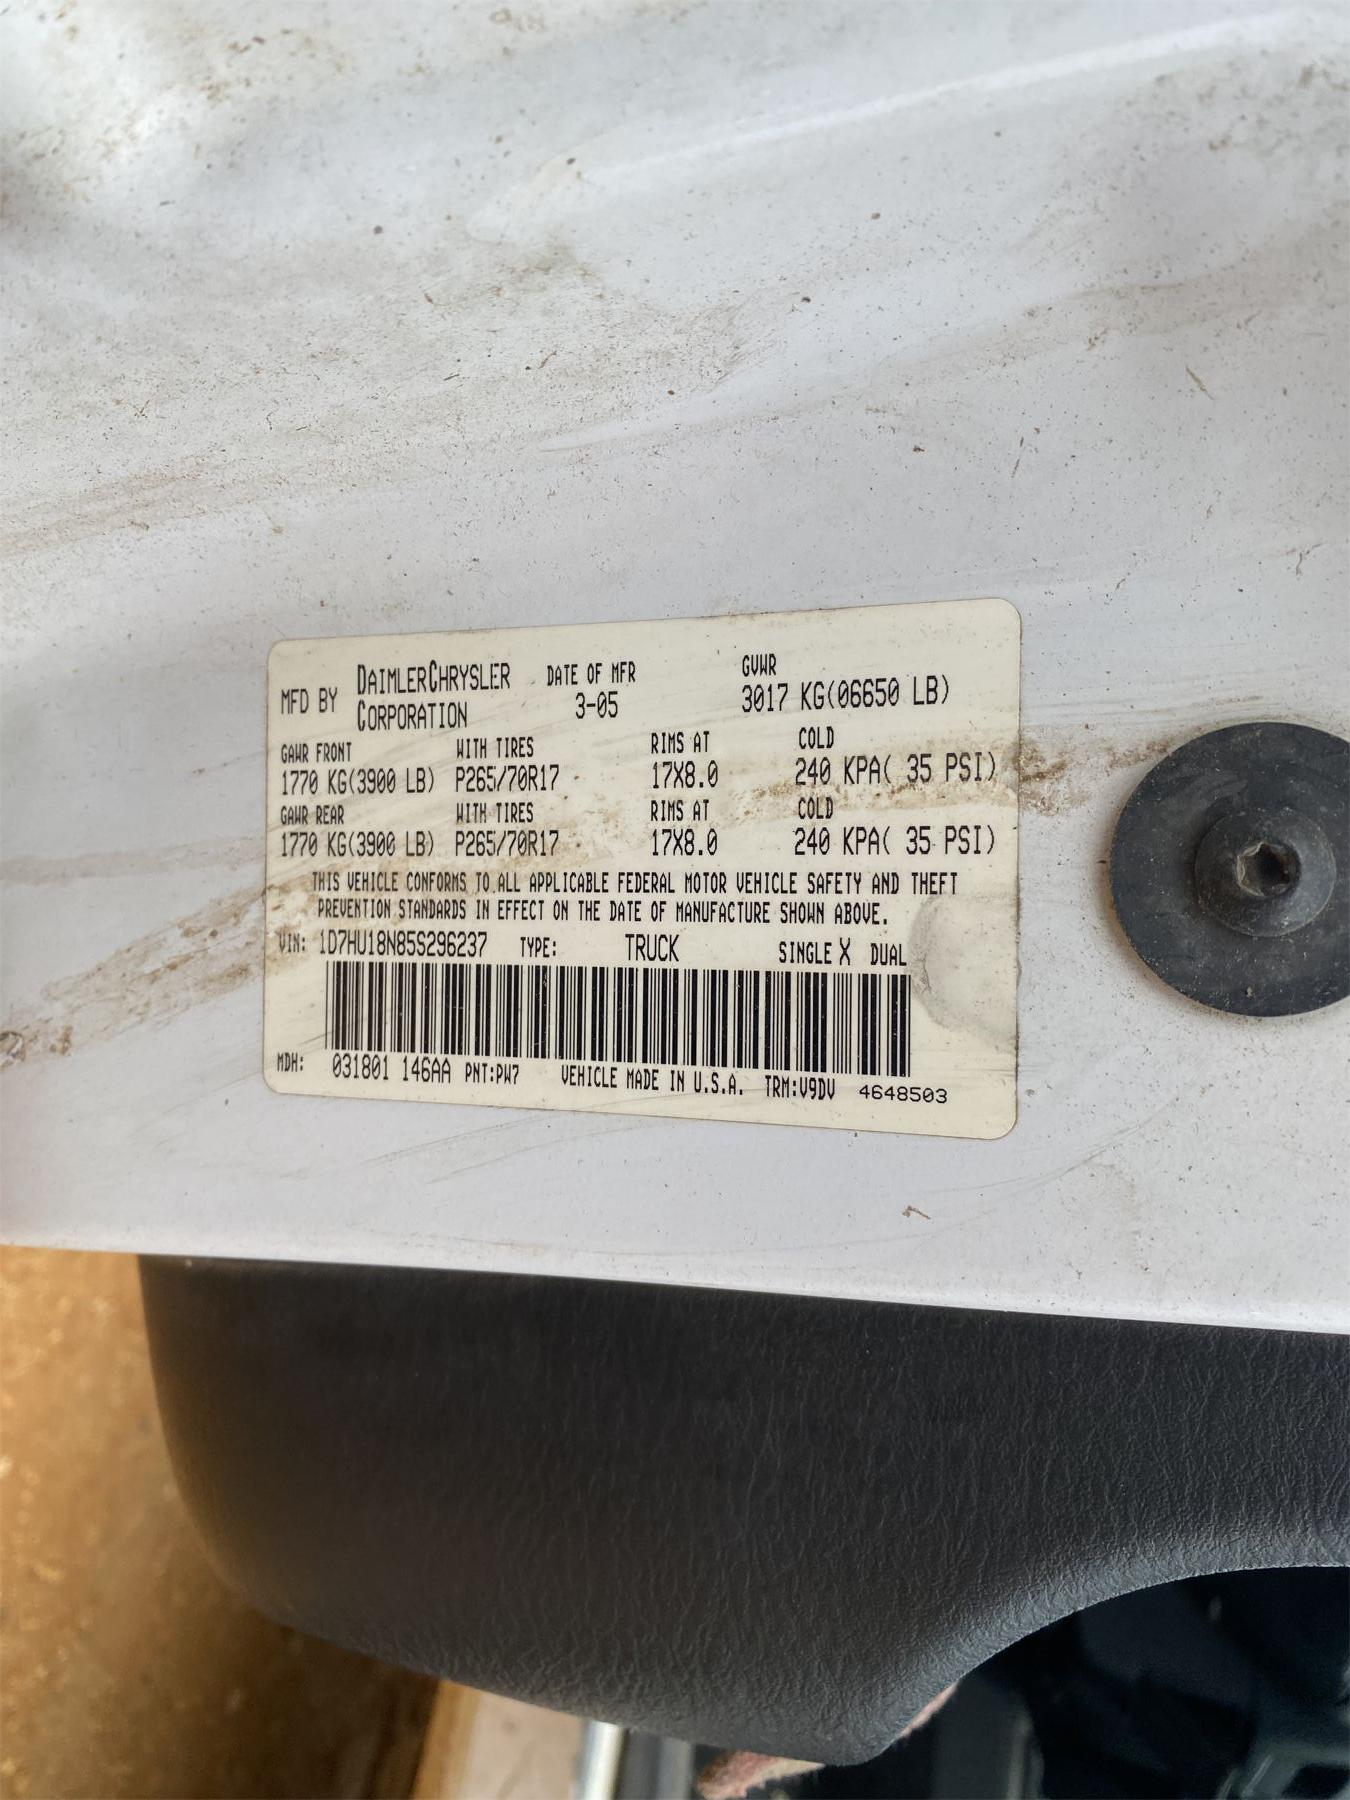 MFD BY DAIMLERCHRYSLER CORPORATION DATE OF MFR 3-05 GVWR 3017 KG(06650 LB)
GAWR FRONT WITH TIRES RIMS AT COLD
1770 KG(3900 LB) P265/70R17 17X8.0 240 KPA( 35 PSI)
GAWR REAR WITH TIRES RIMS AT COLD
1770 KG(3900 LB) P265/70R17 17X8.0 240 KPA( 35 PSI)
THIS VEHICLE CONFORMS TO ALL APPLICABLE FEDERAL MOTOR VEHICLE SAFETY AND THEFT
PREVENTION STANDARDS IN EFFECT ON THE DATE OF MANUFACTURE SHOWN ABOVE.
VIN: 1D7HU18N85S296237 TYPE: TRUCK SINGLE X DUAL
MDH: 031801 146AA PNT:PW7 VEHICLE MADE IN U.S.A. TRM:V9DV 4648503